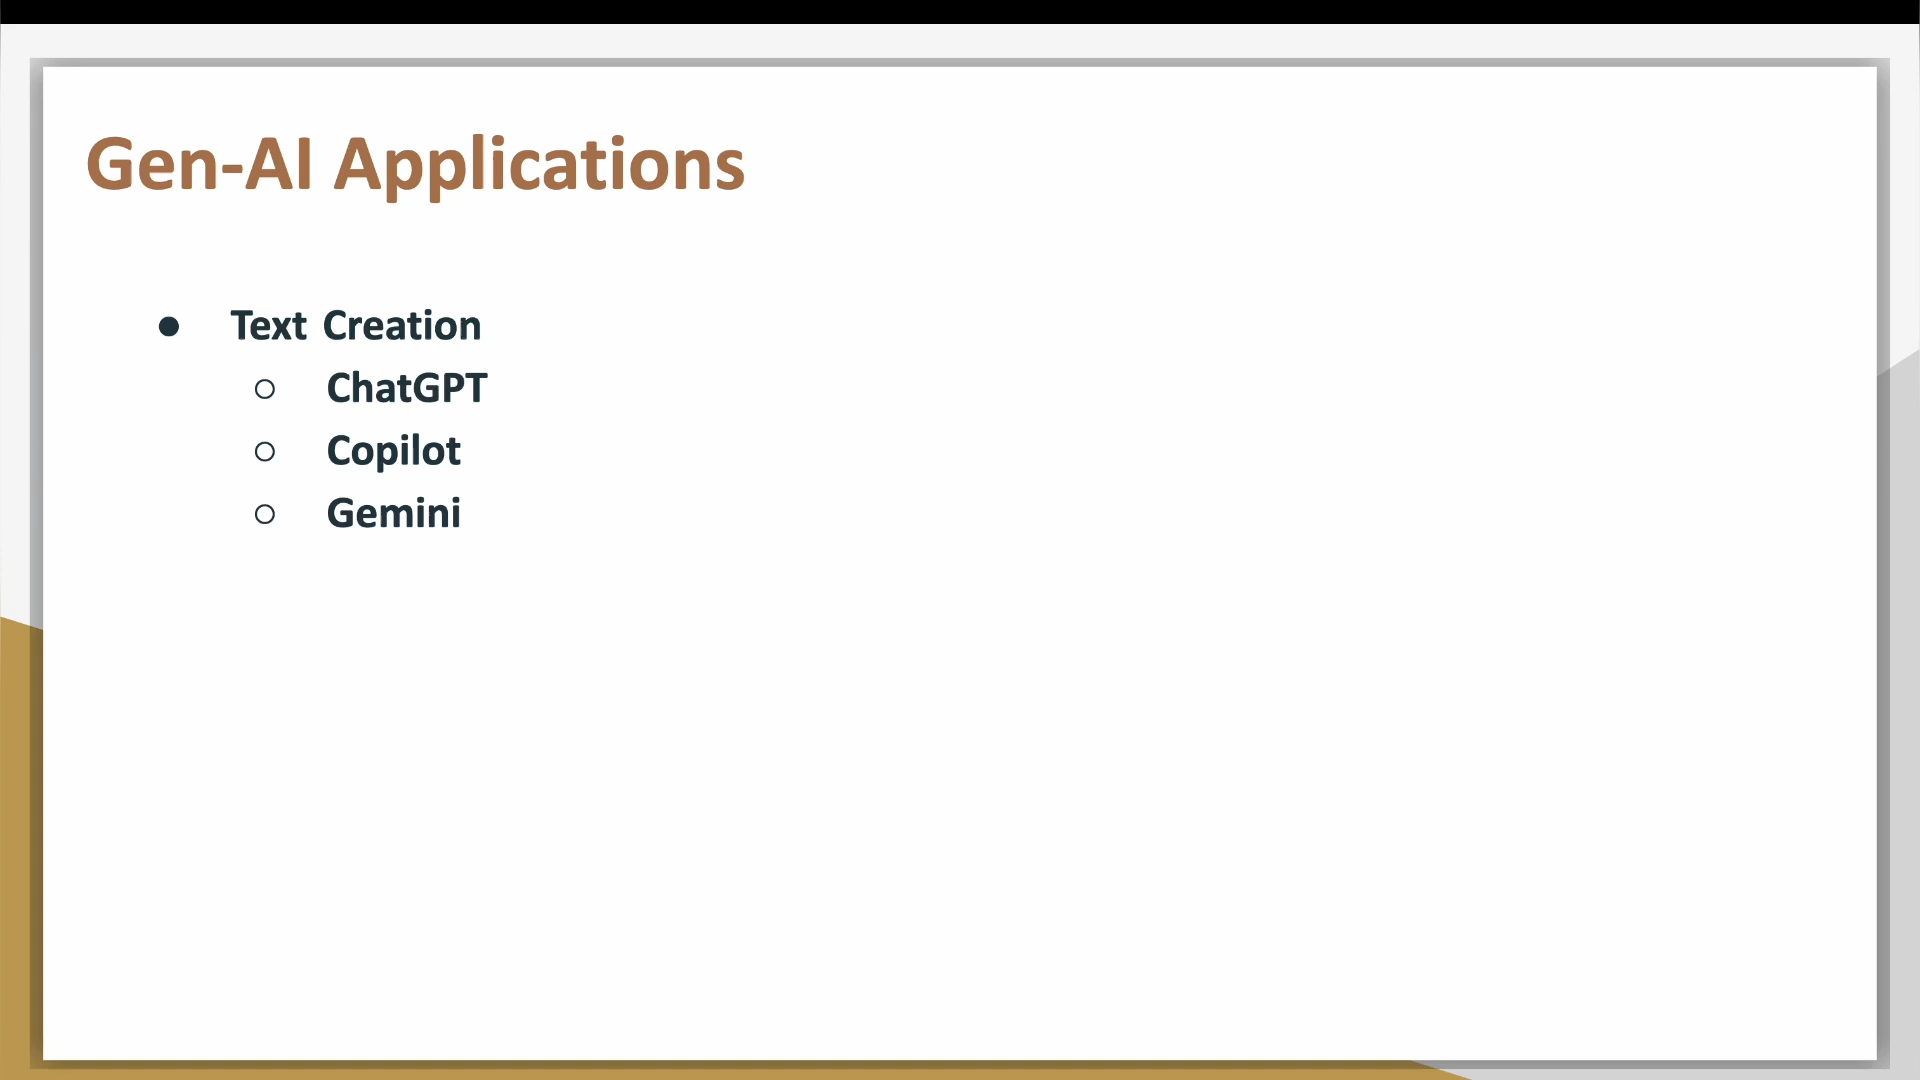 Gen-AI Applications
● Text Creation
○ ChatGPT
○ Copilot
○ Gemini